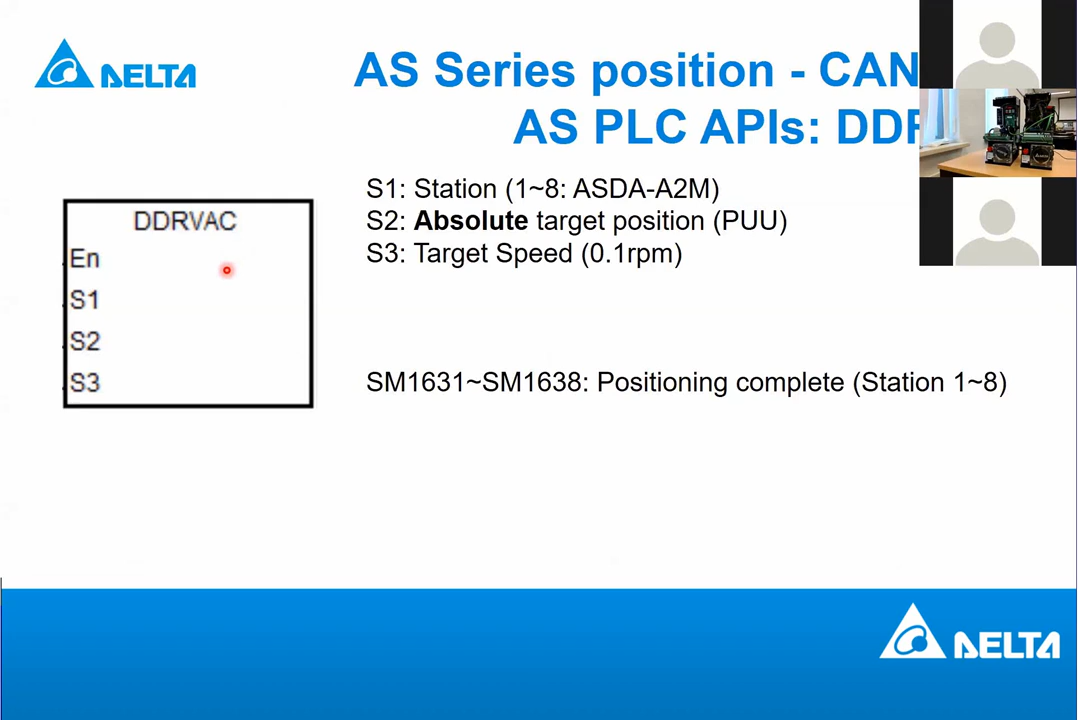 DELTA
AS Series position - CAN
AS PLC APIs:
S1: Station (1~8: ASDA-A2M)
S2: Absolute target position (PUU)
S3: Target Speed (0.1rpm)
DDRVAC
En
S1
S2
S3
SM1631~SM1638: Positioning complete (Station 1~8)
DELTA